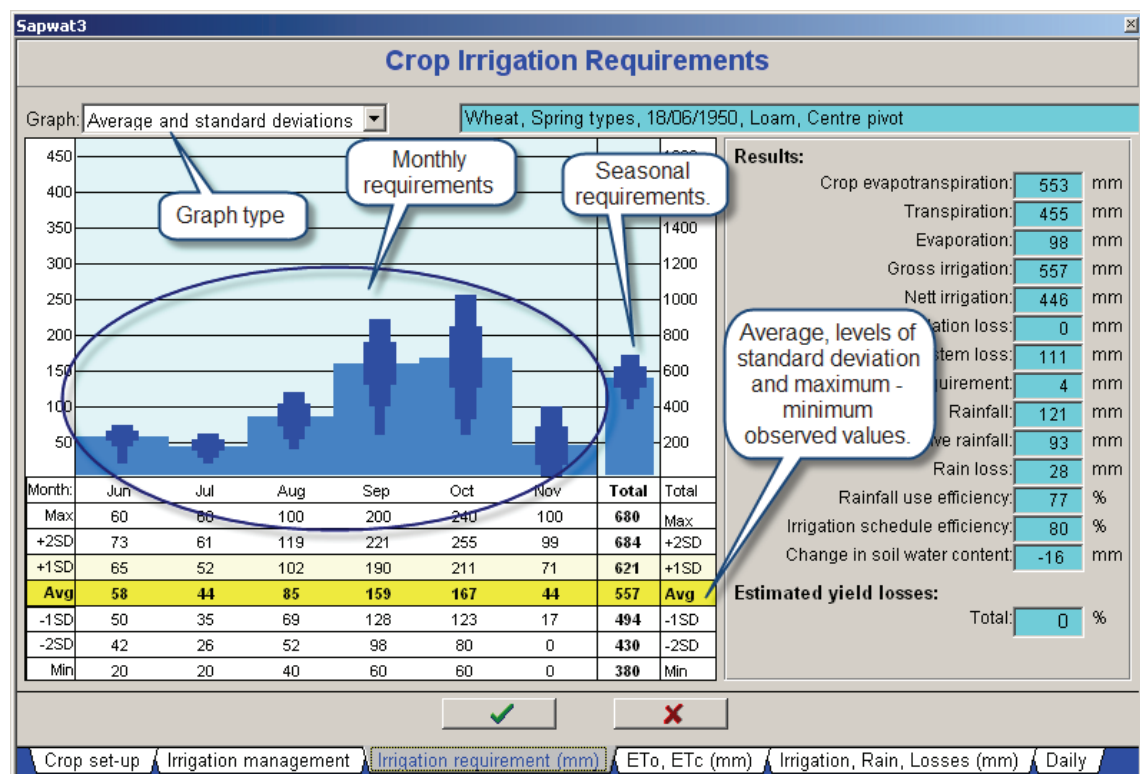 Sapwat3
Crop Irrigation Requirements
Graph: Average and standard deviations
Wheat, Spring types, 18/06/1950, Loam, Centre pivot
Graph type
Monthly
requirements
Seasonal
requirements.
Average, levels of
standard deviation
and maximum -
minimum
observed values.
450
400
350
300
250
200
150
100
50
1400
1200
1000
800
600
400
200
Month: Jun Jul Aug Sep Oct Nov Total Total
Max 60 60 100 200 240 100 680 Max
+2SD 73 61 119 221 255 99 684 +2SD
+1SD 65 52 102 190 211 71 621 +1SD
Avg 58 44 85 159 167 44 557 Avg
-1SD 50 35 69 128 123 17 494 -1SD
-2SD 42 26 52 98 80 0 430 -2SD
Min 20 20 40 60 60 0 380 Min
Results:
Crop evapotranspiration: 553 mm
Transpiration: 455 mm
Evaporation: 98 mm
Gross irrigation: 557 mm
Nett irrigation: 446 mm
loss: 0 mm
loss: 111 mm
4 mm
Rainfall: 121 mm
rainfall: 93 mm
Rain loss: 28 mm
Rainfall use efficiency: 77 %
Irrigation schedule efficiency: 80 %
Change in soil water content: -16 mm
Estimated yield losses:
Total: 0 %
Crop set-up Irrigation management Irrigation requirement (mm) ETo, ETc (mm) Irrigation, Rain, Losses (mm) Daily